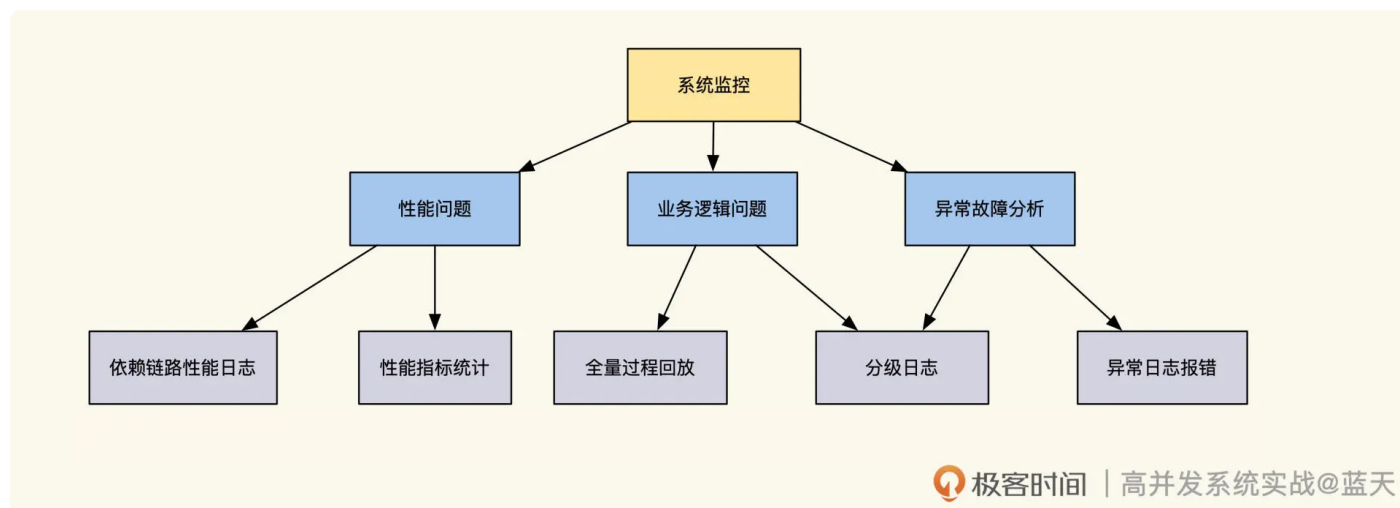 系统监控
性能问题
业务逻辑问题
异常故障分析
依赖链路性能日志
性能指标统计
全量过程回放
分级日志
异常日志报错
极客时间 | 高并发系统实战@蓝天